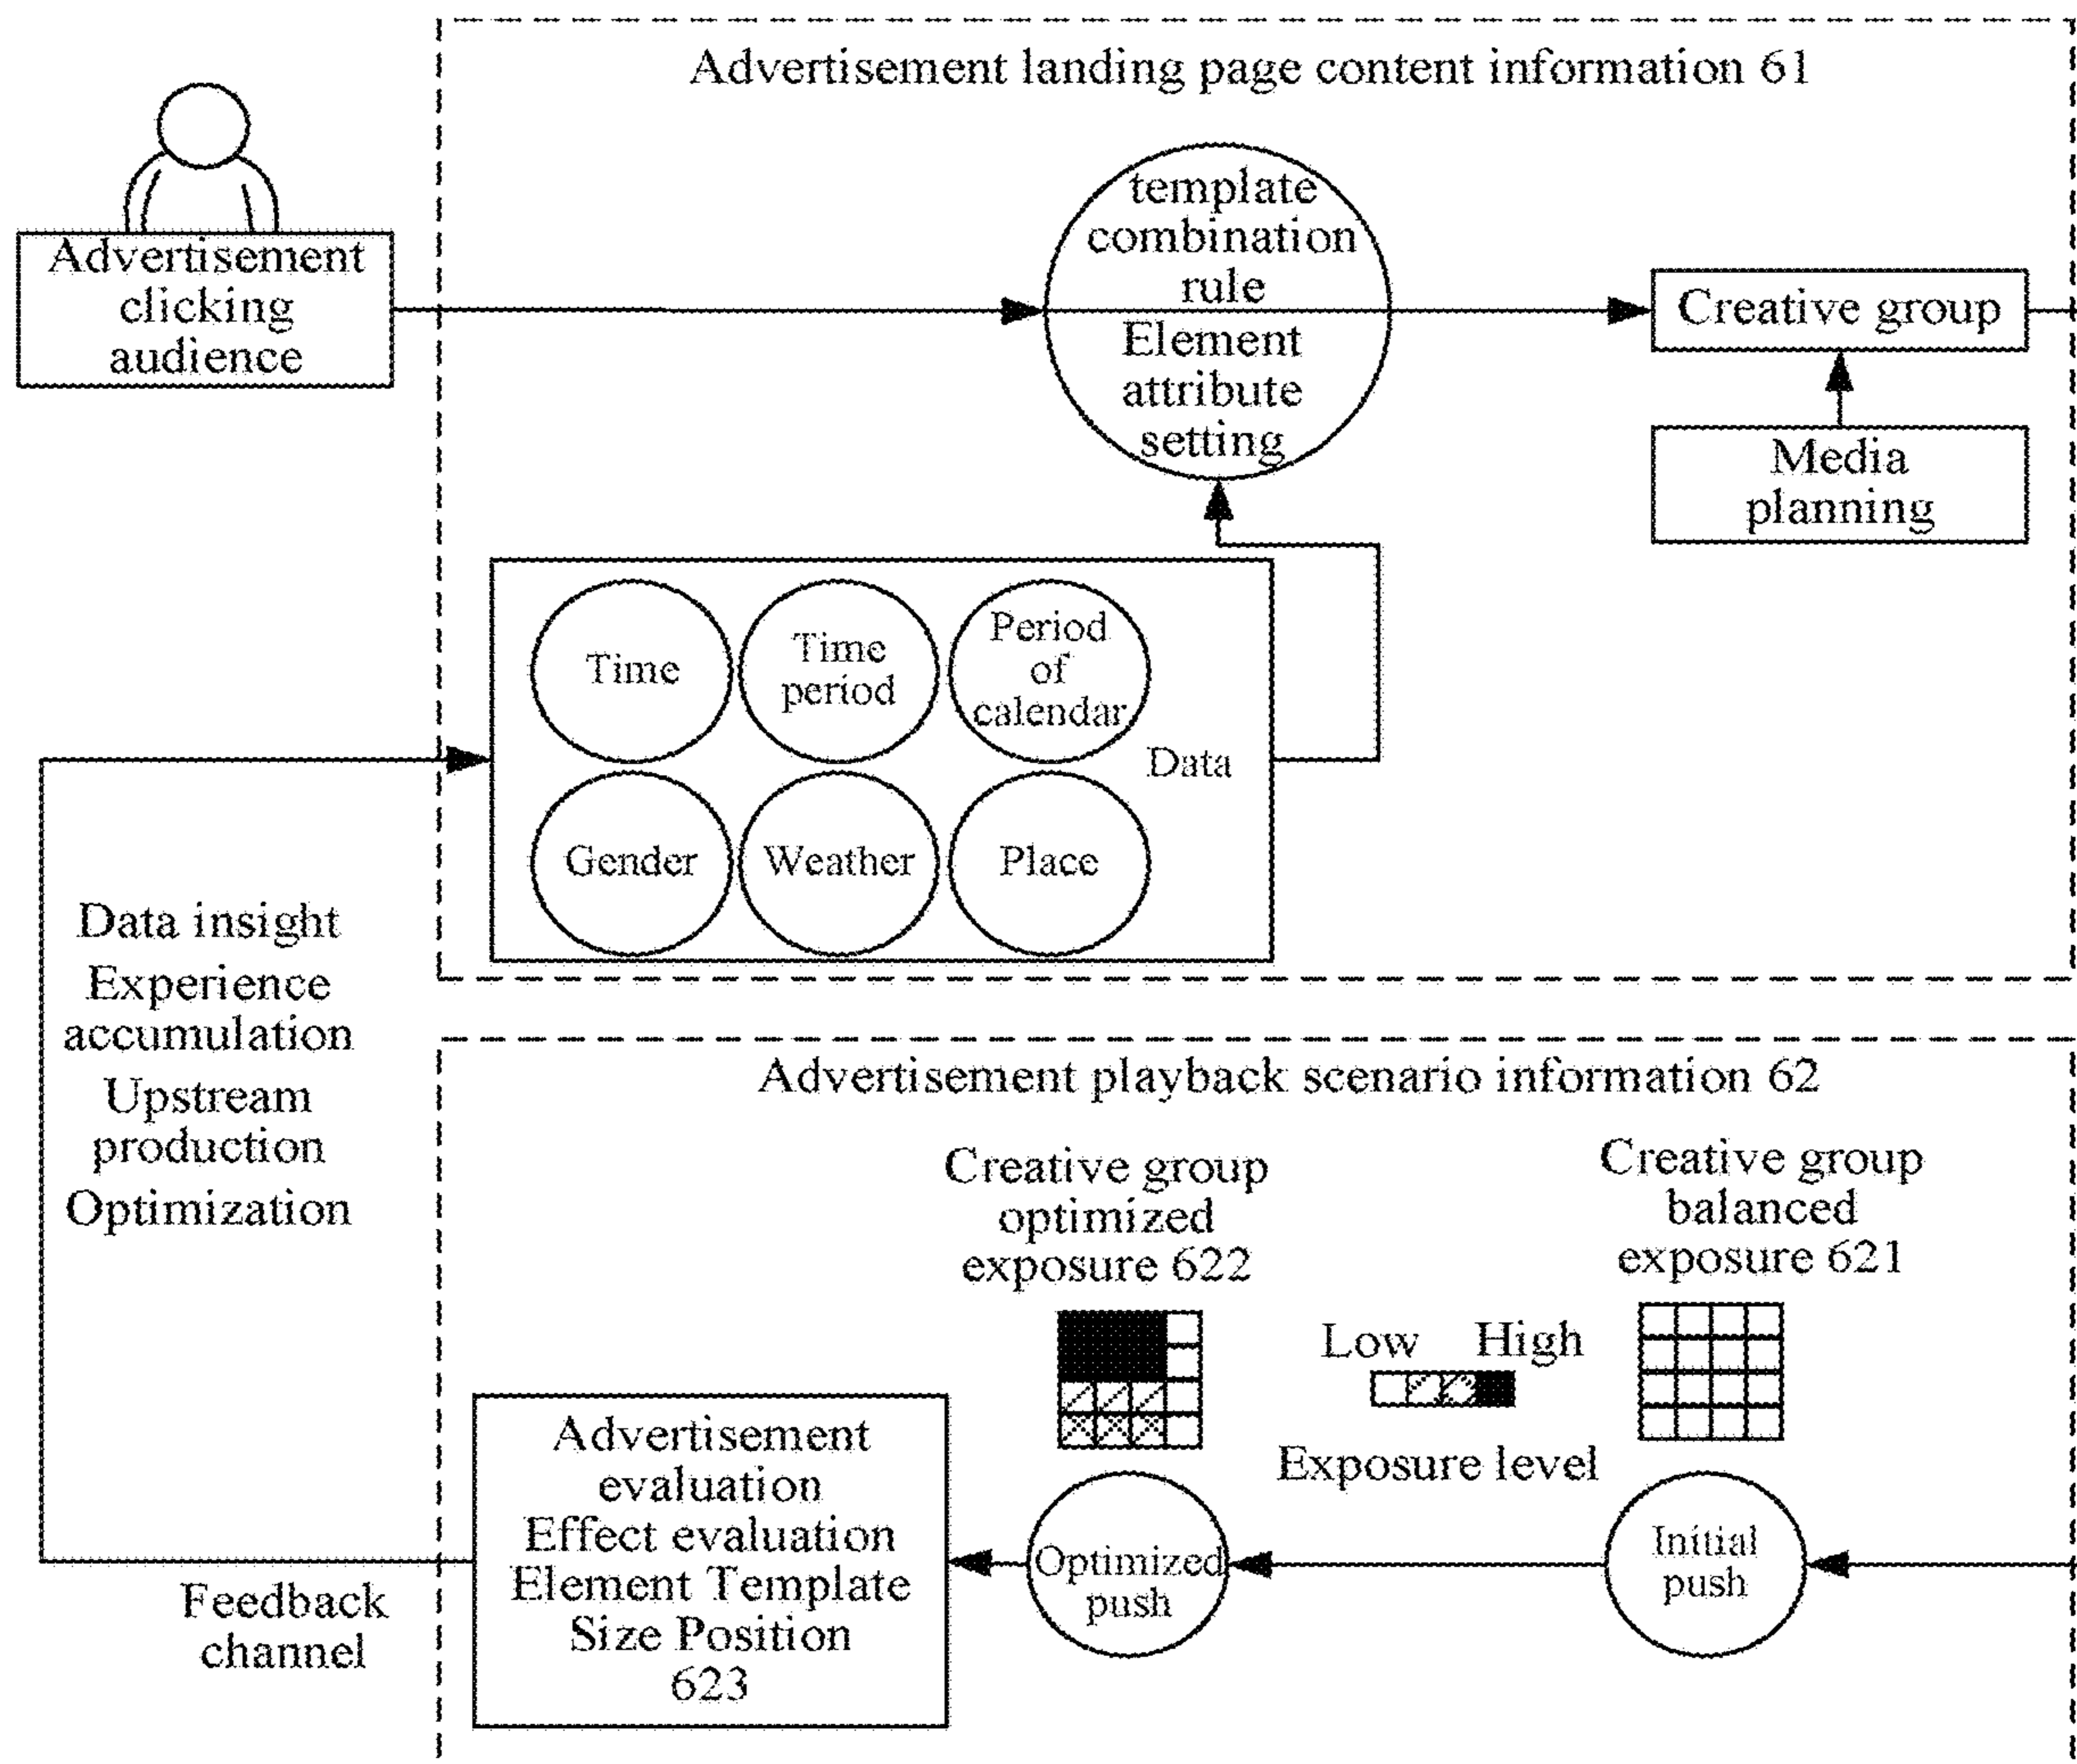 Advertisement landing page content information 61
Advertisement
clicking
audience
template
combination
rule
Element
attribute
setting
Creative group
Media
planning
Time
Time
period
Period
of
calendar
Data
Gender
Weather
Place
Data insight
Experience
accumulation
Upstream
production
Optimization
Feedback
channel
Advertisement playback scenario information 62
Creative group
optimized
exposure 622
Creative group
balanced
exposure 621
Low High
Exposure level
Advertisement
evaluation
Effect evaluation
Element Template
Size Position
623
Optimized
push
Initial
push